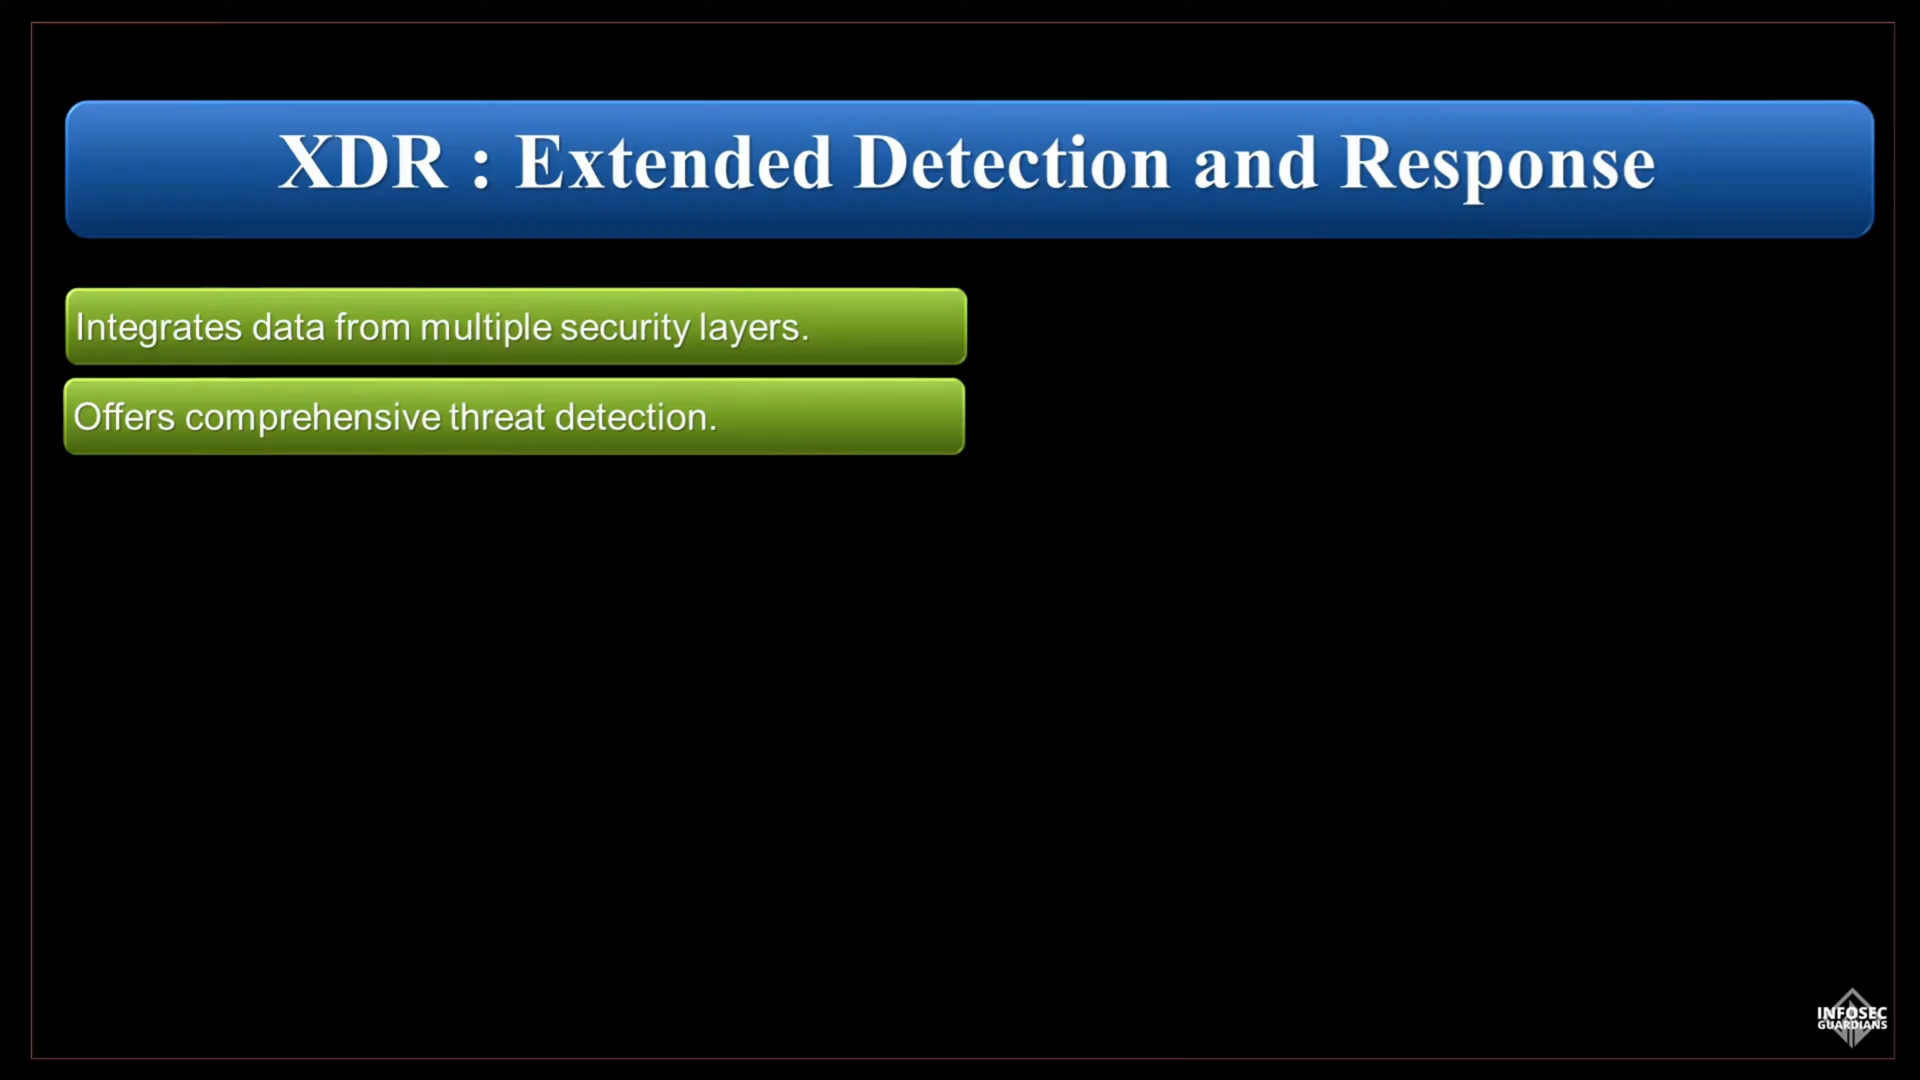 XDR : Extended Detection and Response
Integrates data from multiple security layers.
Offers comprehensive threat detection.
INFOSEC
GUARDIANS